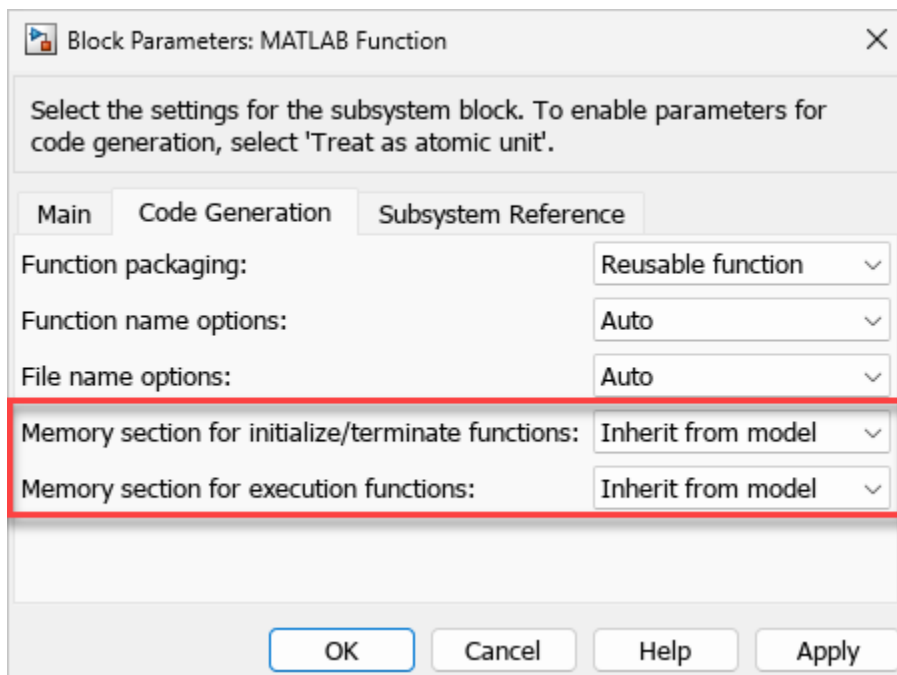 Block Parameters: MATLAB Function
Select the settings for the subsystem block. To enable parameters for
code generation, select 'Treat as atomic unit'.
Main Code Generation Subsystem Reference
Function packaging: Reusable function
Function name options: Auto
File name options: Auto
Memory section for initialize/terminate functions: Inherit from model
Memory section for execution functions: Inherit from model
OK Cancel Help Apply